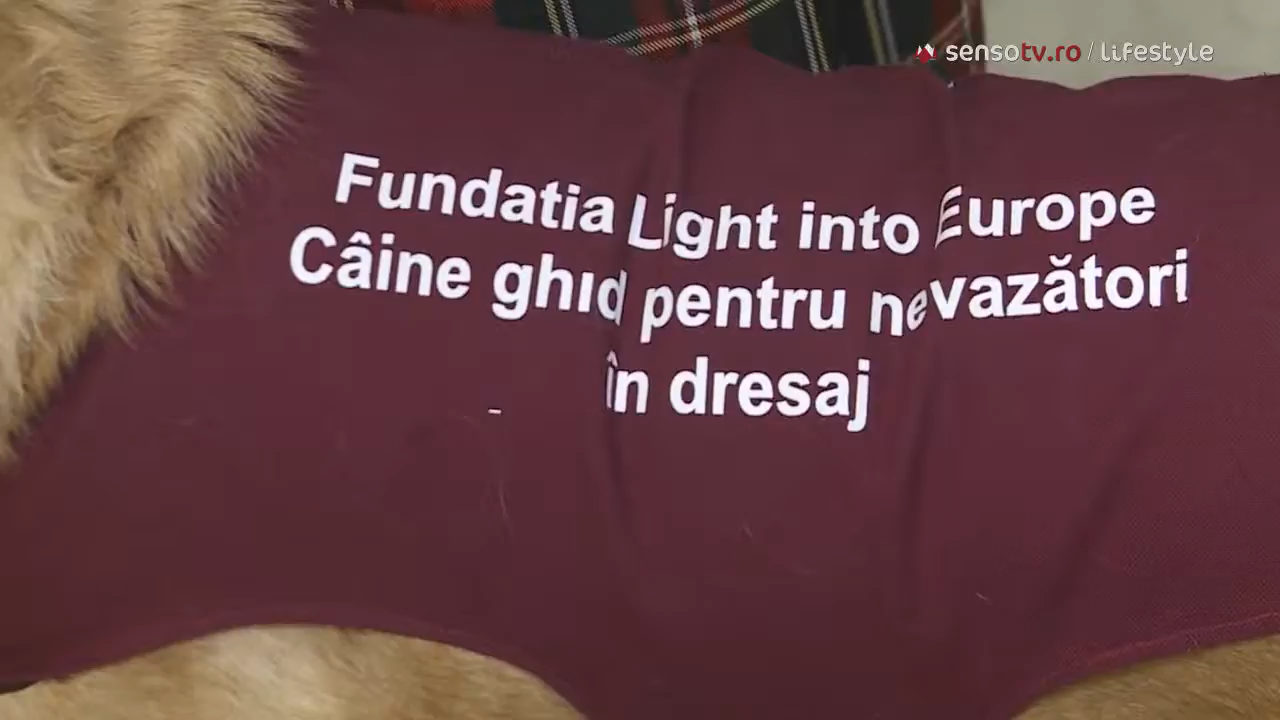 sensotv.ro / lifestyle
Fundatia Light into Europe
Câine ghid pentru nevazători
în dresaj